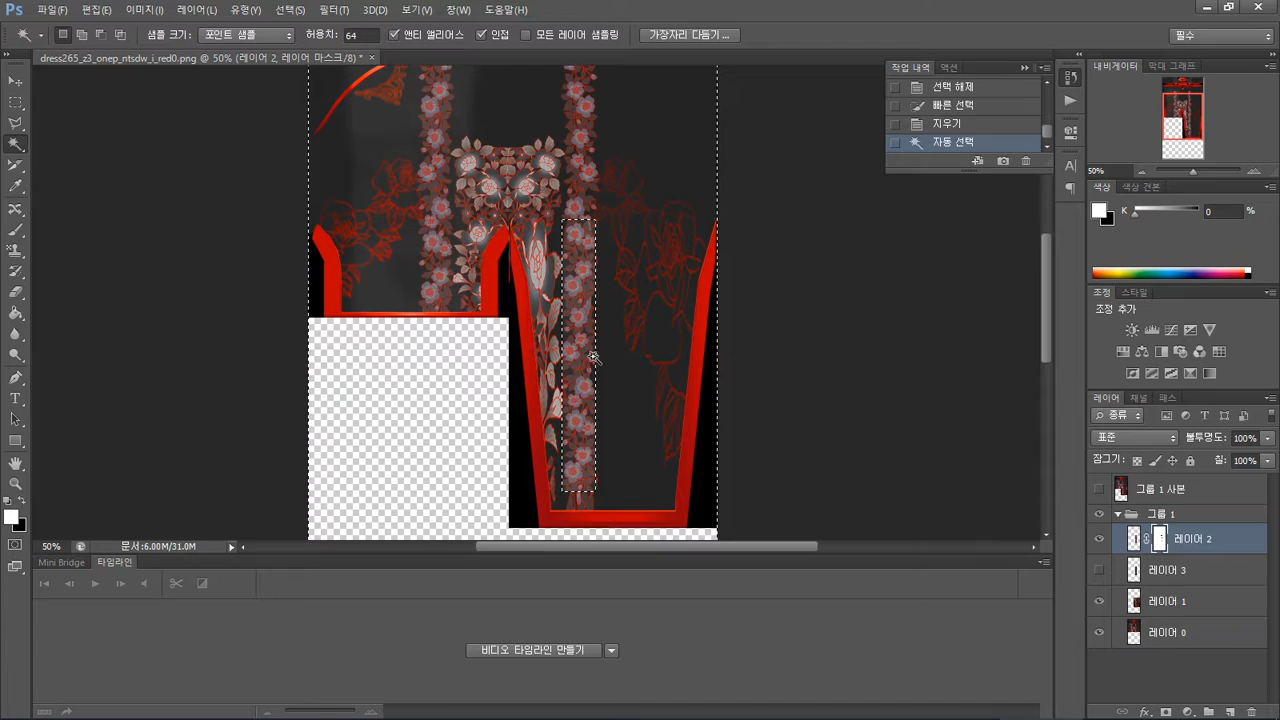 Ps 파일(F) 편집(E) 이미지(I) 레이어(L) 유형(Y) 선택(S) 필터(T) 3D(D) 보기(V) 창(W) 도움말(H)
샘플 크기: 포인트 샘플 허용치: 64 앤티 앨리어스 인접 모든 레이어 샘플링 가장자리 다듬기... 필수
dress265_z3_onep_ntsdw_i_red0.png @ 50% (레이어 2, 레이어 마스크/8) *
작업 내역 액션
선택 해제
빠른 선택
지우기
자동 선택
내비게이터 막대 그래프
50%
색상 색상 견본
K 0 %
조정 스타일
조정 추가
레이어 채널 패스
종류
표준 불투명도: 100%
잠그기: 칠: 100%
그룹 1 사본
그룹 1
레이어 2
레이어 3
레이어 1
레이어 0
50% 문서:6.00M/31.0M
Mini Bridge 타임라인
비디오 타임라인 만들기